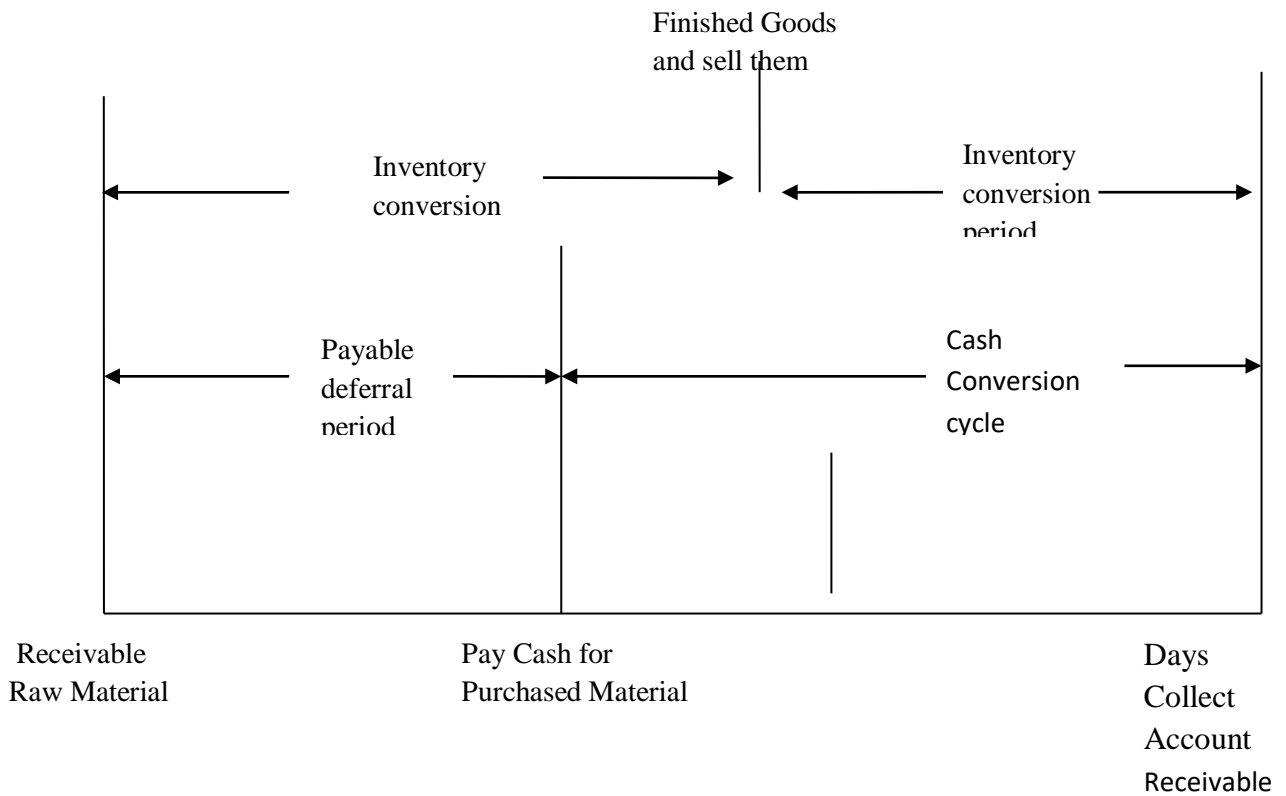 Finished Goods
and sell them
Inventory
conversion
Inventory
conversion
period
Payable
deferral
period
Cash
Conversion
cycle
Receivable
Raw Material
Pay Cash for
Purchased Material
Days
Collect
Account
Receivable